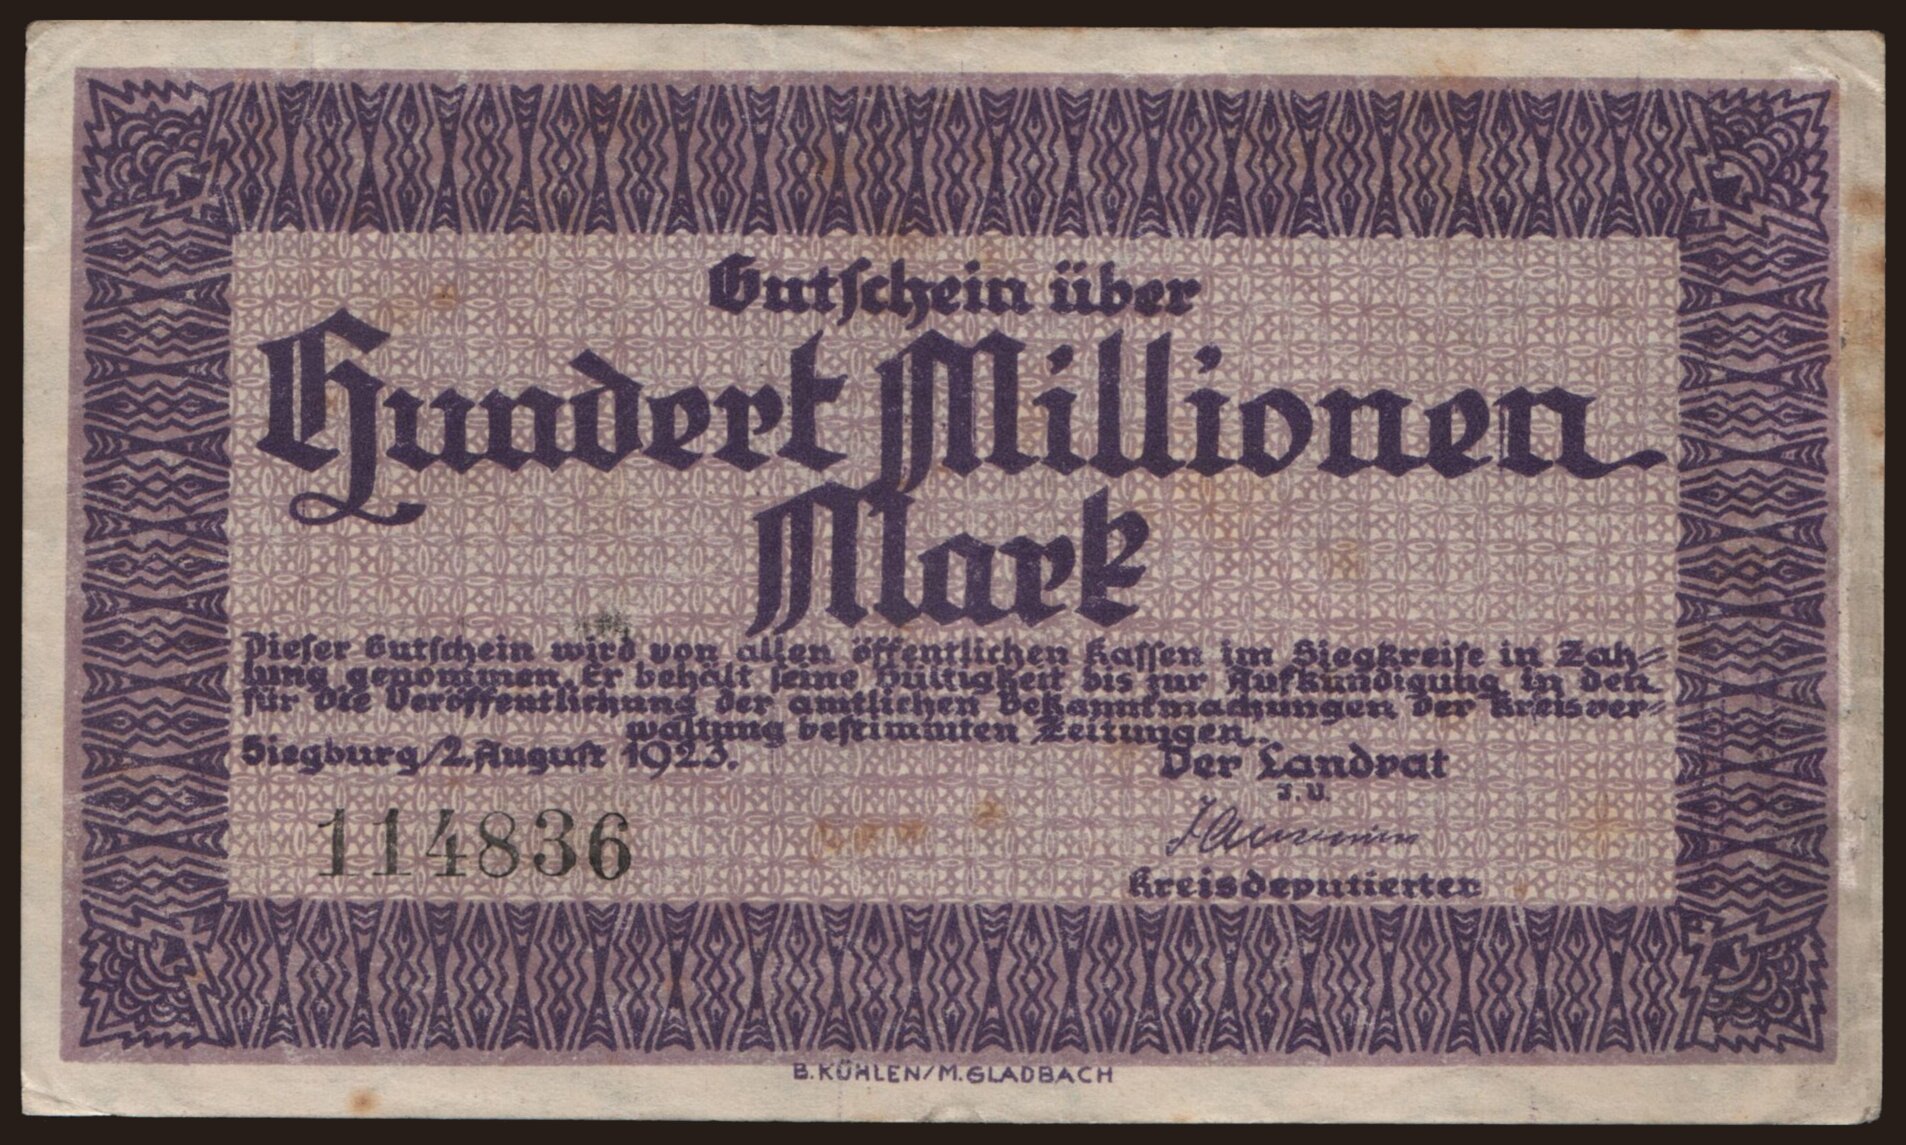 Gutschein über
Hundert Millionen
Mark
Dieser Gutschein wird von allen öffentlichen Kassen im Siegkreise in Zah=
lung genommen. Er behält seine Gültigkeit bis zur Aufkündigung in den
für die Veröffentlichung der amtlichen Bekanntmachungen der Kreisver=
waltung bestimmten Zeitungen.
Siegburg/2. August 1923.
Der Landrat
J.V.
114836
Kreisdeputierter
B. KÜHLEN/M. GLADBACH